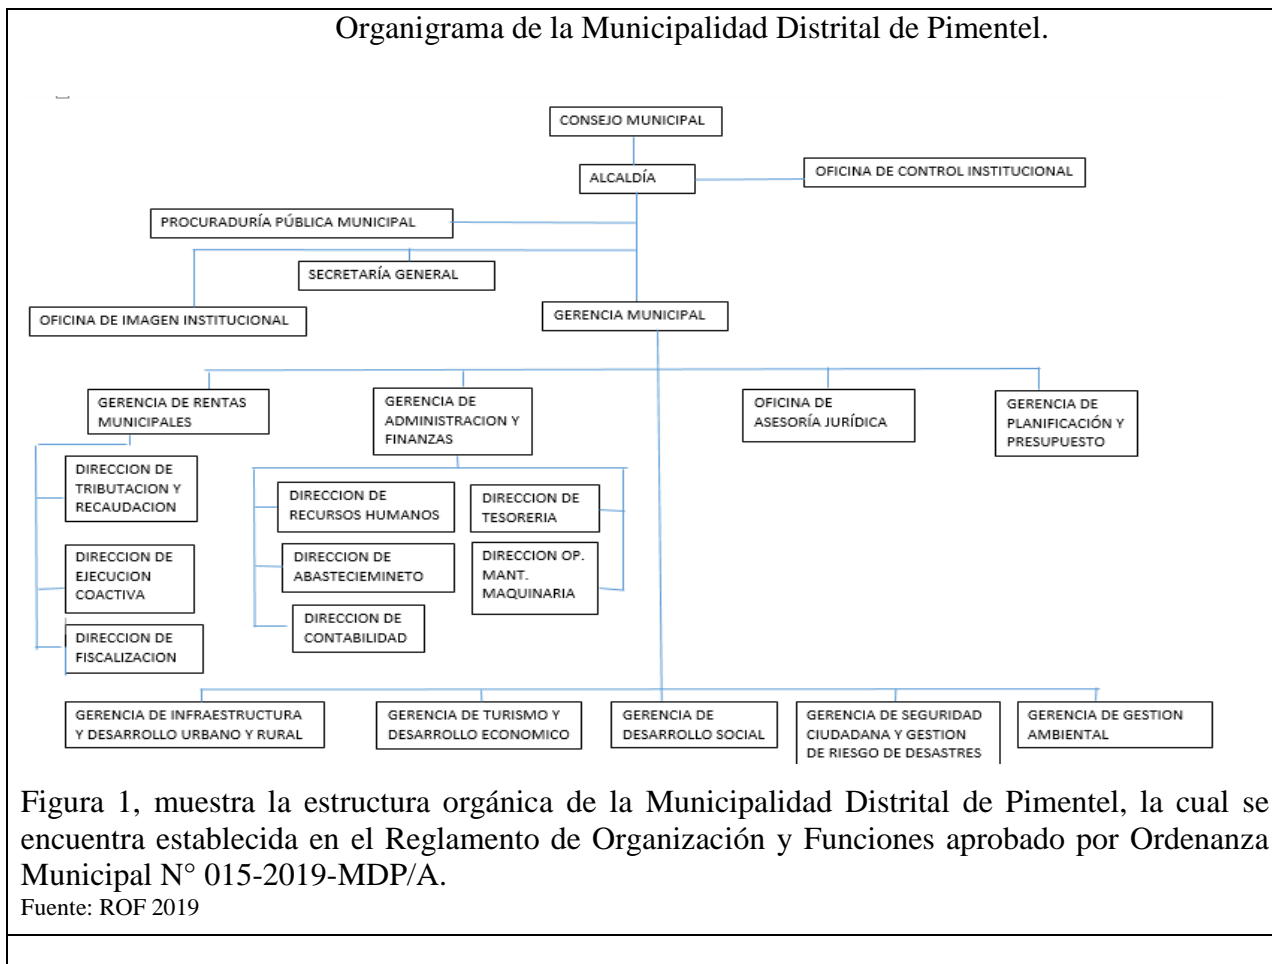 Organigrama de la Municipalidad Distrital de Pimentel.
CONSEJO MUNICIPAL
ALCALDÍA
OFICINA DE CONTROL INSTITUCIONAL
PROCURADURÍA PÚBLICA MUNICIPAL
SECRETARÍA GENERAL
OFICINA DE IMAGEN INSTITUCIONAL
GERENCIA MUNICIPAL
GERENCIA DE RENTAS
MUNICIPALES
GERENCIA DE
ADMINISTRACION Y
FINANZAS
OFICINA DE
ASESORÍA JURÍDICA
GERENCIA DE
PLANIFICACIÓN Y
PRESUPUESTO
DIRECCION DE
TRIBUTACION Y
RECAUDACION
DIRECCION DE
EJECUCION
COACTIVA
DIRECCION DE
FISCALIZACION
DIRECCION DE
RECURSOS HUMANOS
DIRECCION DE
ABASTECIEMINETO
DIRECCION DE
CONTABILIDAD
DIRECCION DE
TESORERIA
DIRECCION OP.
MANT.
MAQUINARIA
GERENCIA DE INFRAESTRUCTURA
Y DESARROLLO URBANO Y RURAL
GERENCIA DE TURISMO Y
DESARROLLO ECONOMICO
GERENCIA DE
DESARROLLO SOCIAL
GERENCIA DE SEGURIDAD
CIUDADANA Y GESTION
DE RIESGO DE DESASTRES
GERENCIA DE GESTION
AMBIENTAL
Figura 1, muestra la estructura orgánica de la Municipalidad Distrital de Pimentel, la cual se
encuentra establecida en el Reglamento de Organización y Funciones aprobado por Ordenanza
Municipal N° 015-2019-MDP/A.
Fuente: ROF 2019